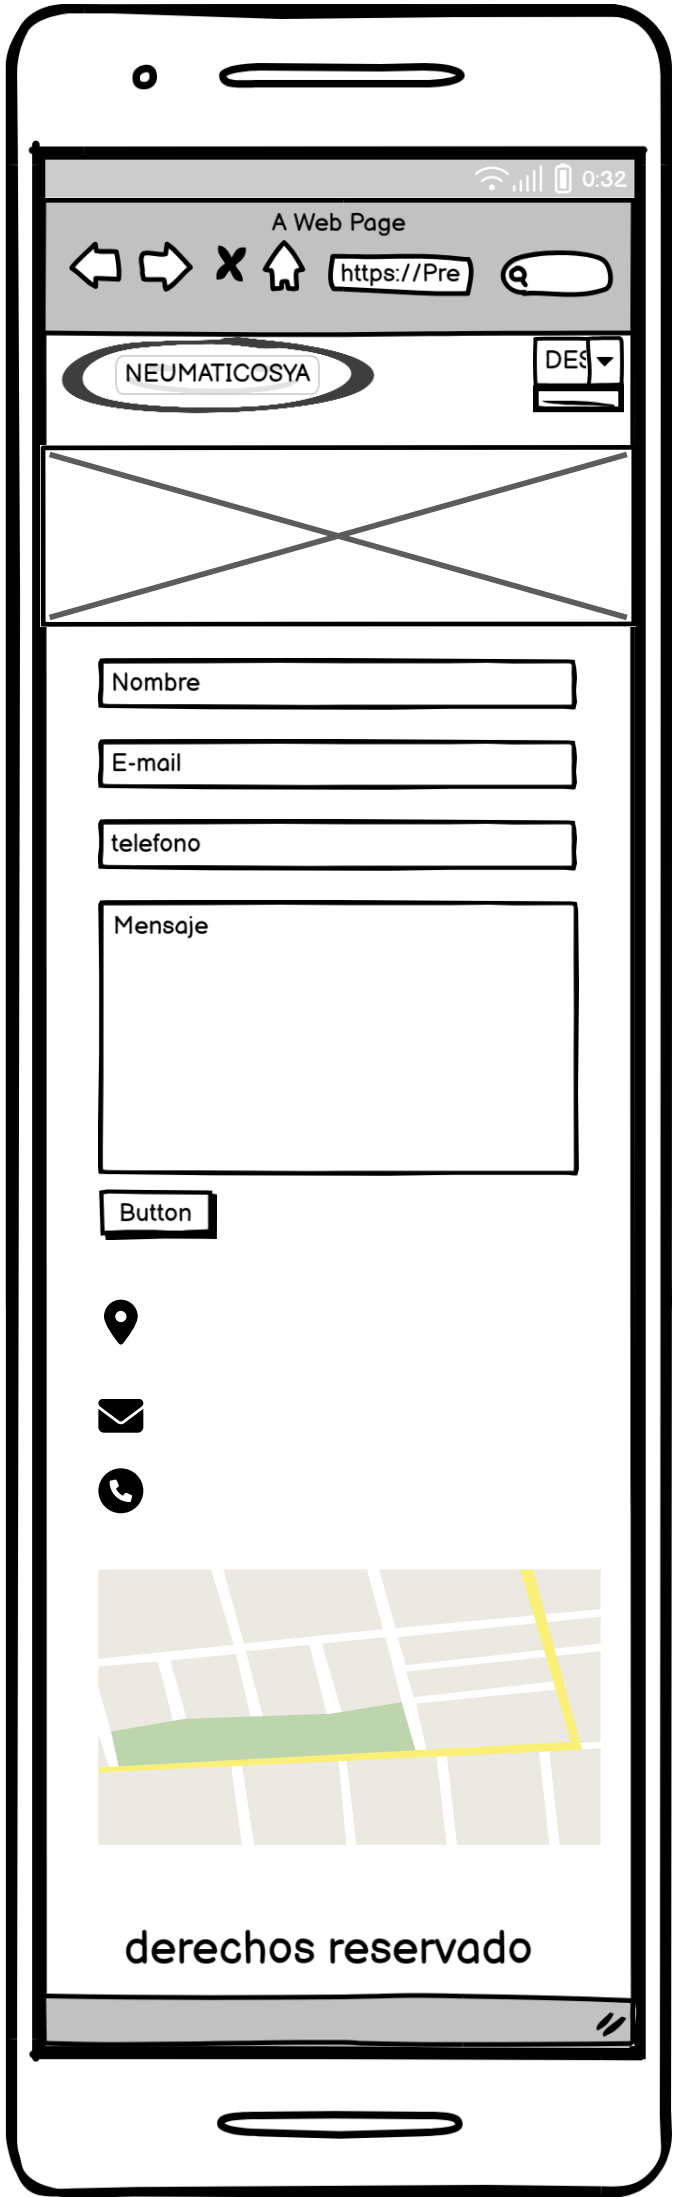 0:32
A Web Page
https://Pre
NEUMATICOSYA
DES
Nombre
E-mail
telefono
Mensaje
Button
derechos reservado